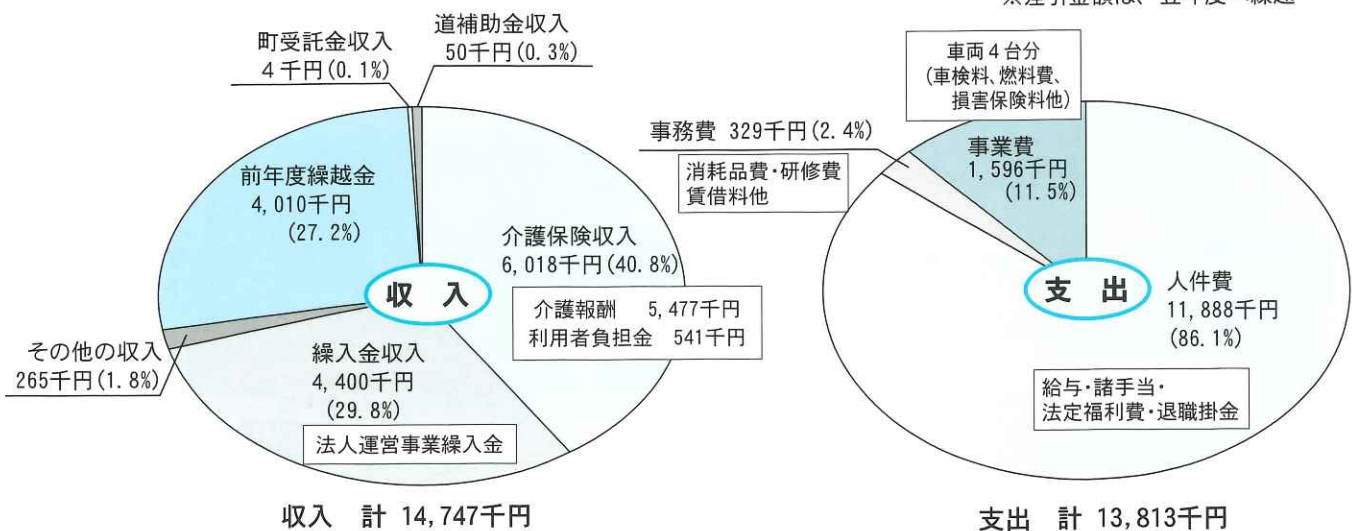 道補助金収入
50千円(0.3%)
町受託金収入
4千円(0.1%)
前年度繰越金
4,010千円
(27.2%)
介護保険収入
6,018千円(40.8%)
介護報酬 5,477千円
利用者負担金 541千円
収 入
その他の収入
265千円(1.8%)
繰入金収入
4,400千円
(29.8%)
法人運営事業繰入金
収入 計 14,747千円
車両4台分
(車検料、燃料費、
損害保険料他)
事務費 329千円(2.4%)
消耗品費・研修費
賃借料他
事業費
1,596千円
(11.5%)
支 出
人件費
11,888千円
(86.1%)
給与・諸手当・
法定福利費・退職掛金
支出 計 13,813千円